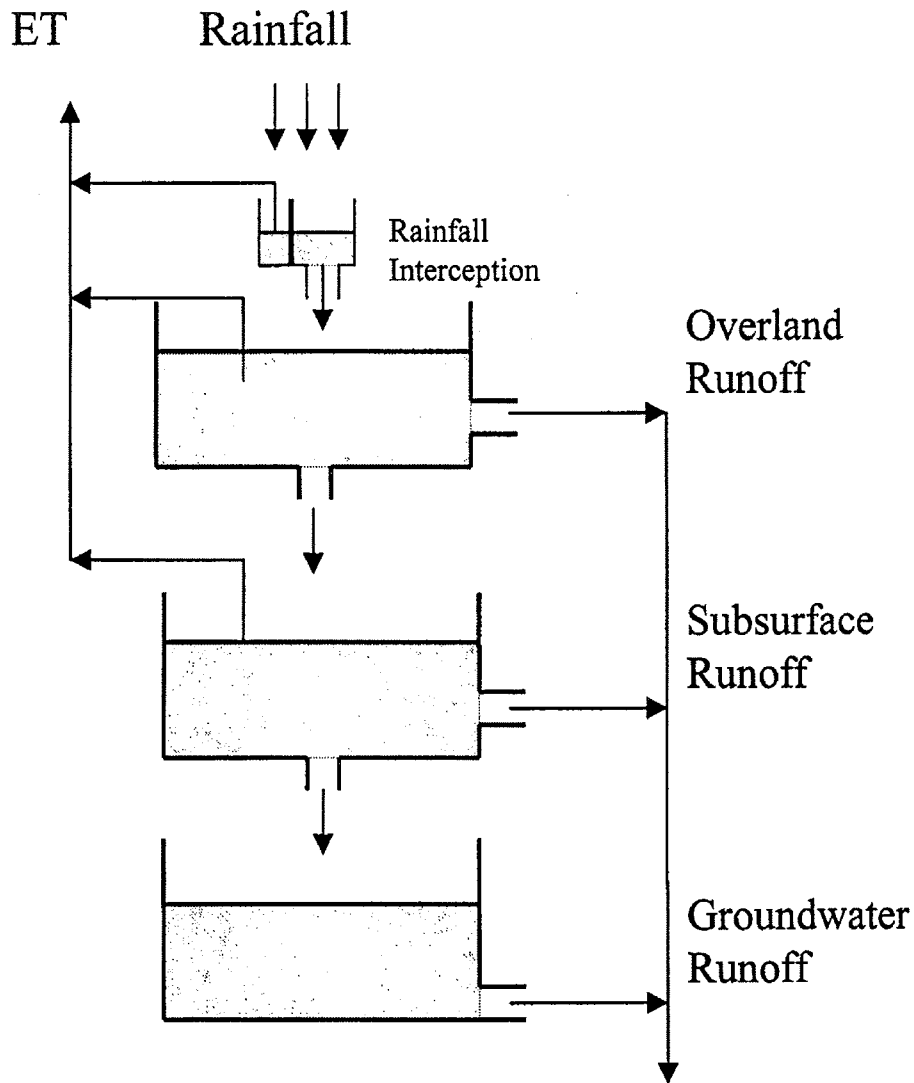 ET
Rainfall
Rainfall
Interception
Overland
Runoff
Subsurface
Runoff
Groundwater
Runoff